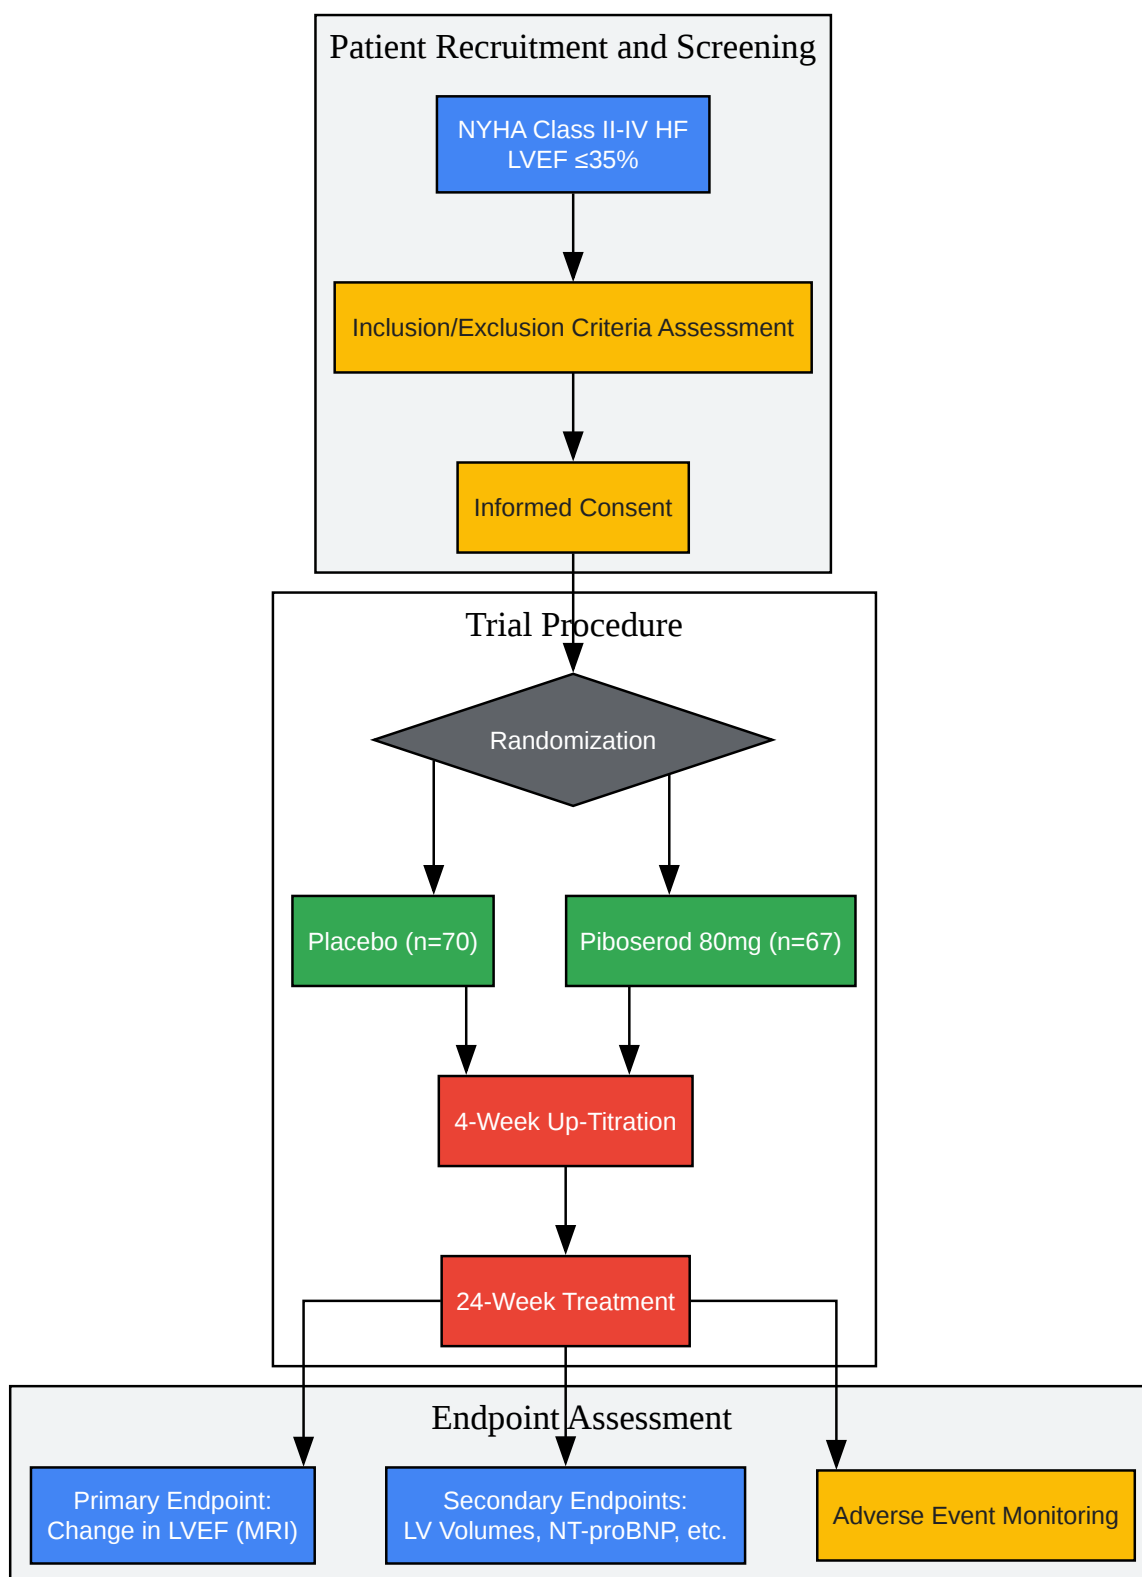 Patient Recruitment and Screening
NYHA Class II-IV HF
LVEF ≤35%
Inclusion/Exclusion Criteria Assessment
Informed Consent
Trial Procedure
Randomization
Placebo (n=70)
Piboserod 80mg (n=67)
4-Week Up-Titration
24-Week Treatment
Endpoint Assessment
Primary Endpoint:
Change in LVEF (MRI)
Secondary Endpoints:
LV Volumes, NT-proBNP, etc.
Adverse Event Monitoring